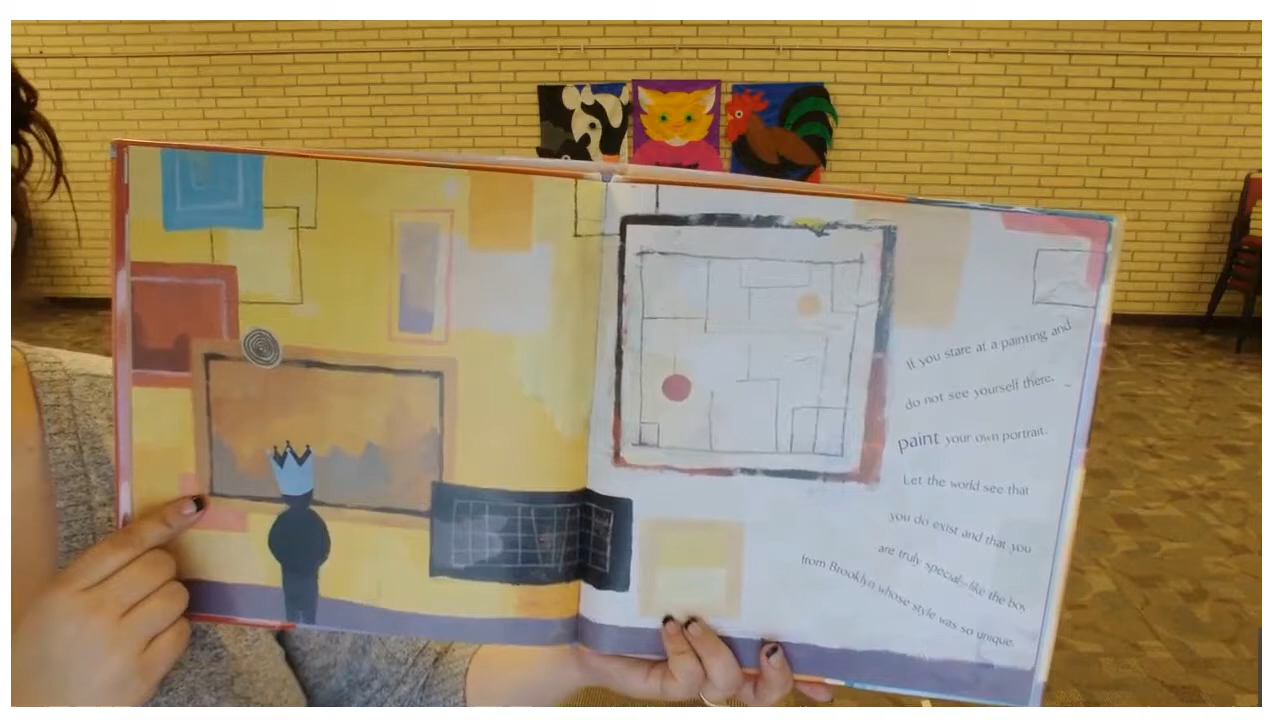 If you stare at a painting and
do not see yourself there,
paint your own portrait.
Let the world see that
you do exist and that you
are truly special—like the boy
from Brooklyn whose style was so unique.